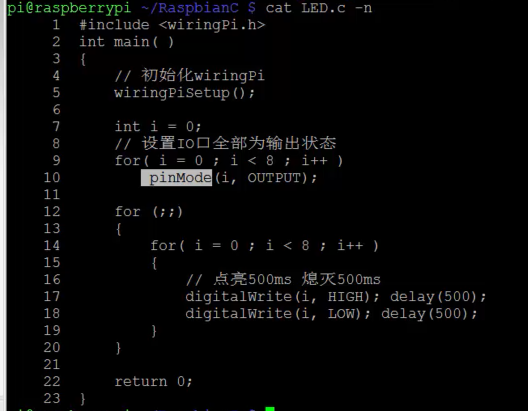 pi@raspberrypi ~/RaspbianC $ cat LED.c -n
1 #include <wiringPi.h>
2 int main( )
3 {
4 // 初始化wiringPi
5 wiringPiSetup();
6
7 int i = 0;
8 // 设置IO口全部为输出状态
9 for( i = 0 ; i < 8 ; i++ )
10 pinMode(i, OUTPUT);
11
12 for (;;)
13 {
14 for( i = 0 ; i < 8 ; i++ )
15 {
16 // 点亮500ms 熄灭500ms
17 digitalWrite(i, HIGH); delay(500);
18 digitalWrite(i, LOW); delay(500);
19 }
20 }
21
22 return 0;
23 }
pi@raspberrypi ~/RaspbianC $